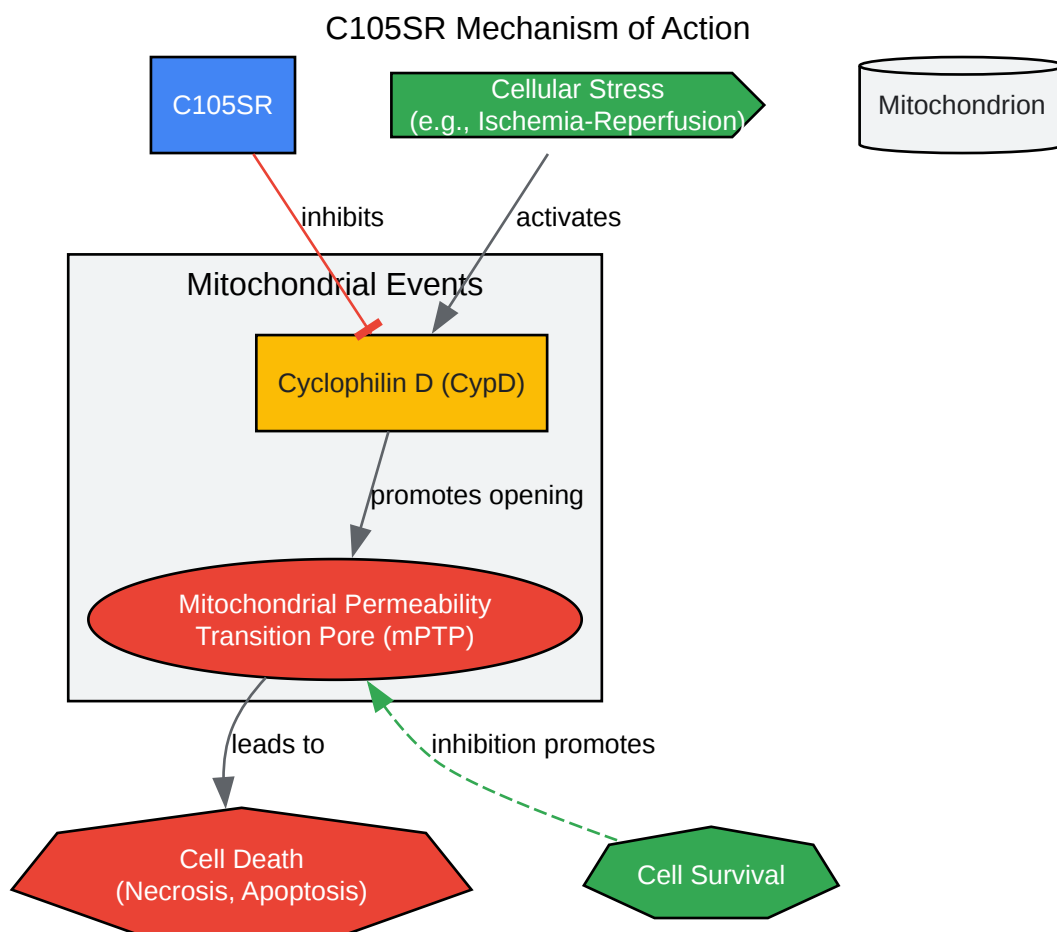 C105SR Mechanism of Action
C105SR
Cellular Stress
(e.g., Ischemia-Reperfusion)
Mitochondrion
inhibits
activates
Mitochondrial Events
Cyclophilin D (CypD)
promotes opening
Mitochondrial Permeability
Transition Pore (mPTP)
leads to
inhibition promotes
Cell Death
(Necrosis, Apoptosis)
Cell Survival